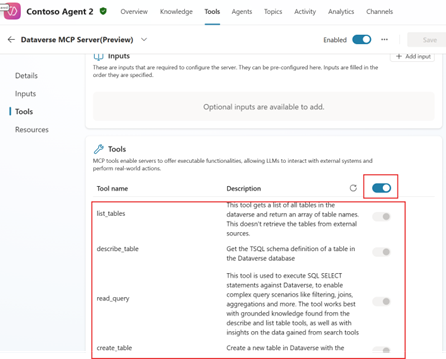 Contoso Agent 2
Overview
Knowledge
Tools
Agents
Topics
Activity
Analytics
Channels
Dataverse MCP Server(Preview)
Enabled
Save
Details
Inputs
Tools
Resources
Inputs
Add input
These are inputs that are required to configure the server. They can be pre-configured here. Inputs are filled in the
order they are specified.
Optional inputs are available to add.
Tools
MCP tools enable servers to offer executable functionalities, allowing LLMs to interact with external systems and
perform real-world actions.
Tool name
Description
list_tables
This tool gets a list of all tables in the
dataverse and return an array of table names.
This doesn't retrieve the tables from external
sources.
describe_table
Get the TSQL schema definition of a table in
the Dataverse database
read_query
This tool is used to execute SQL SELECT
statements against Dataverse, to enable
complex query scenarios like filtering, joins,
aggregations and more. The tool works best
with grounded knowledge found from the
describe and list table tools, as well as with
insights on the data gained from search tools
create_table
Create a new table in Dataverse with the